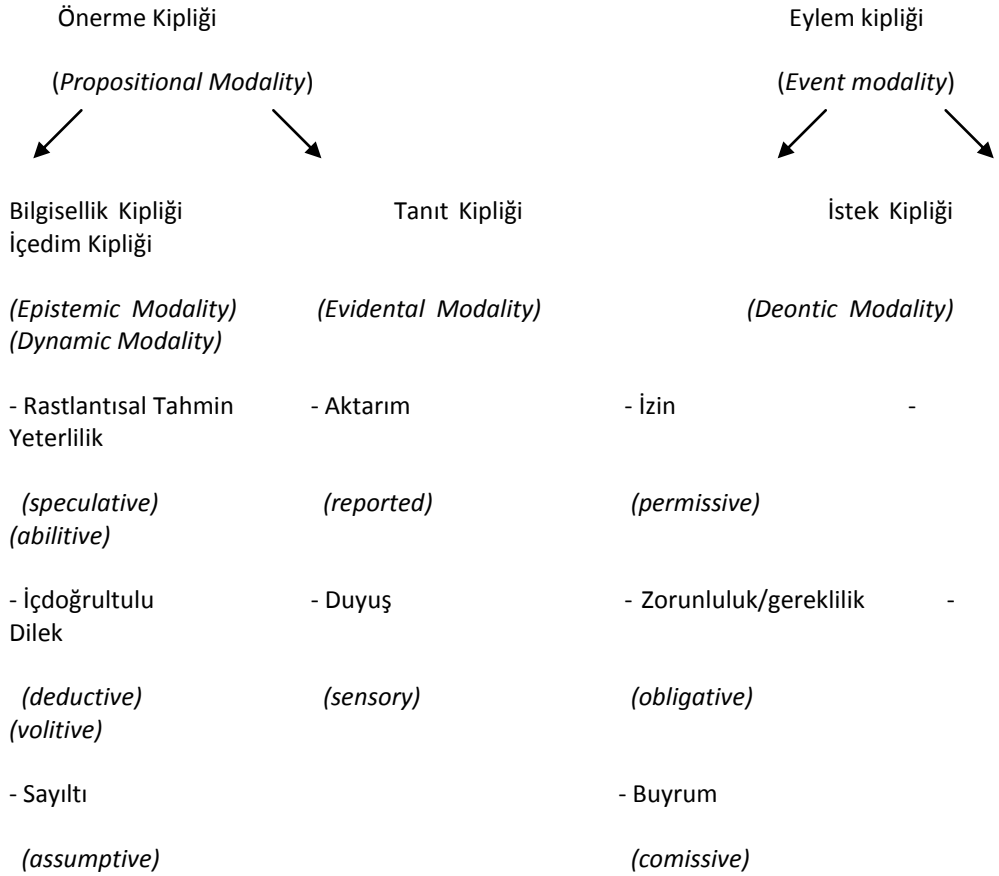 Önerme Kipliği Eylem kipliği
(Propositional Modality) (Event modality)
Bilgisellik Kipliği Tanıt Kipliği İstek Kipliği
İçedim Kipliği
(Epistemic Modality) (Evidental Modality) (Deontic Modality)
(Dynamic Modality)
- Rastlantısal Tahmin - Aktarım - İzin -
Yeterlilik
(speculative) (reported) (permissive)
(abilitive)
- İçdoğrultulu - Duyuş - Zorunluluk/gereklilik -
Dilek
(deductive) (sensory) (obligative)
(volitive)
- Sayıltı - Buyrum
(assumptive) (comissive)